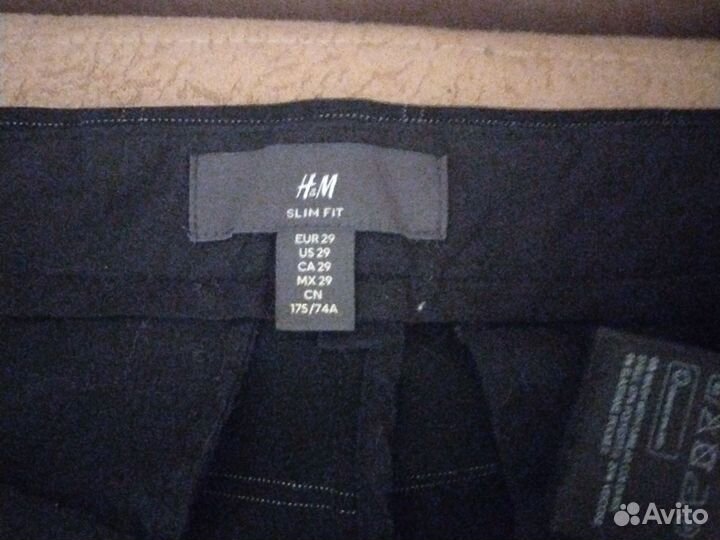 H&M
SLIM FIT
EUR 29
US 29
CA 29
MX 29
CN
175/74A
Avito